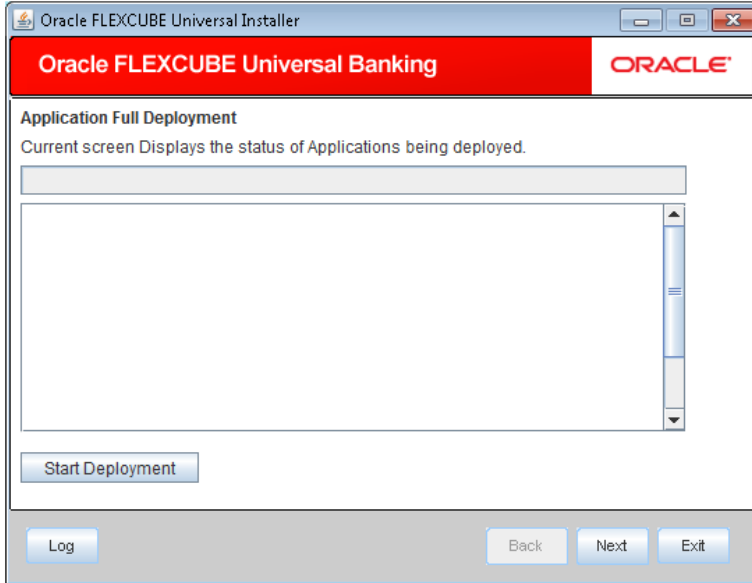 Oracle FLEXCUBE Universal Installer
Oracle FLEXCUBE Universal Banking
ORACLE
Application Full Deployment
Current screen Displays the status of Applications being deployed.
Start Deployment
Log Back Next Exit